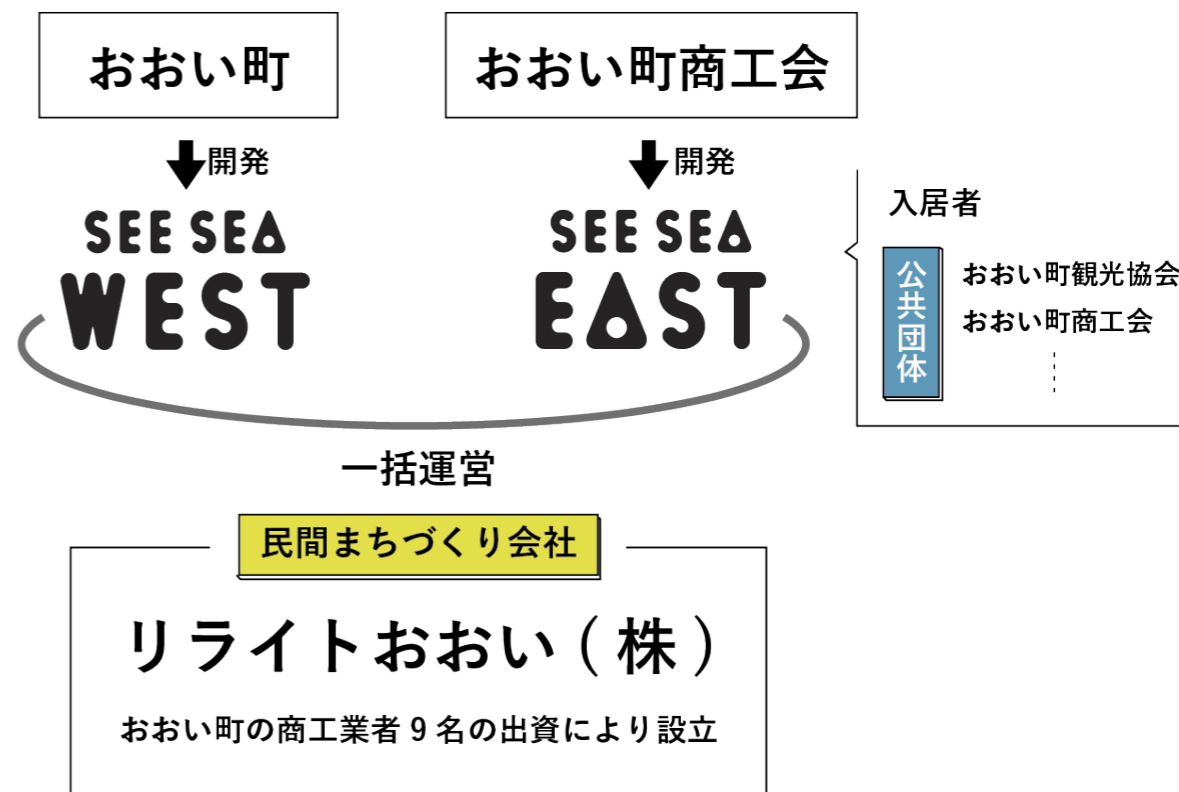 おおい町
おおい町商工会
開発
開発
SEE SEA
WEST
SEE SEA
EAST
入居者
公共団体
おおい町観光協会
おおい町商工会
一括運営
民間まちづくり会社
リライトおおい(株)
おおい町の商工業者9名の出資により設立